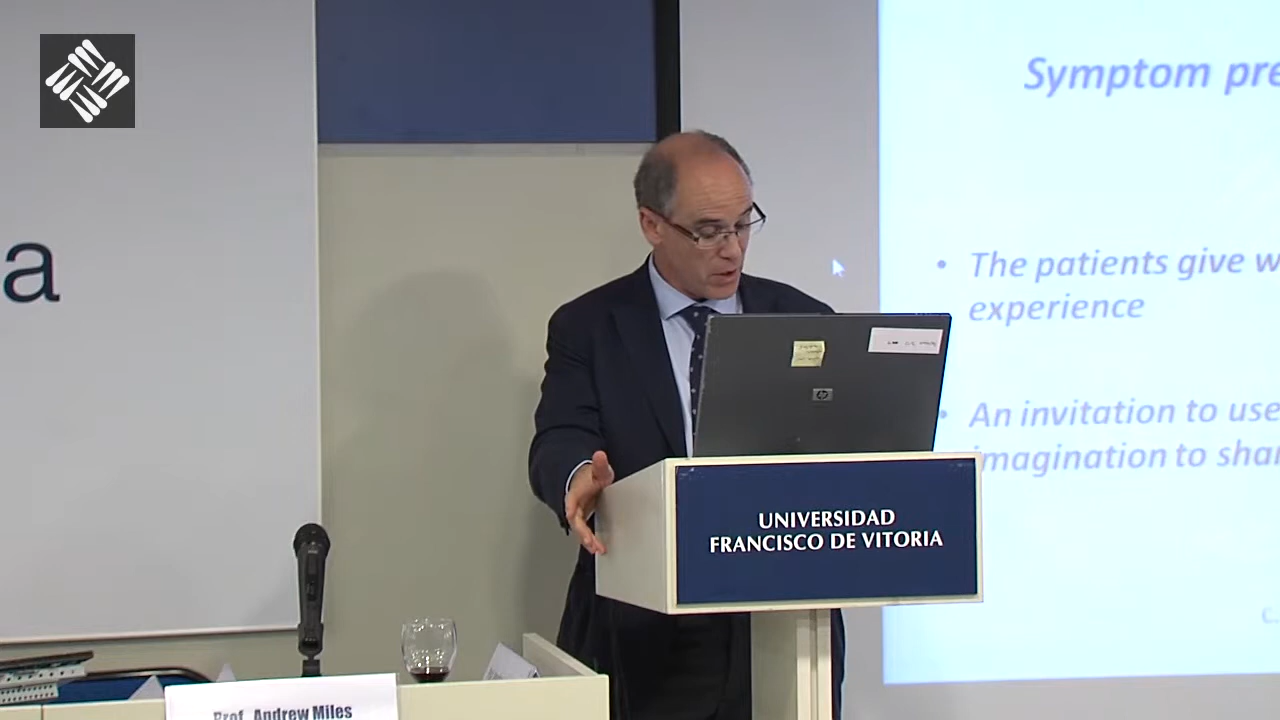 a
Symptom pre
• The patients give w
experience
• An invitation to use
imagination to shar
c.
hp
UNIVERSIDAD
FRANCISCO DE VITORIA
Prof. Andrew Miles